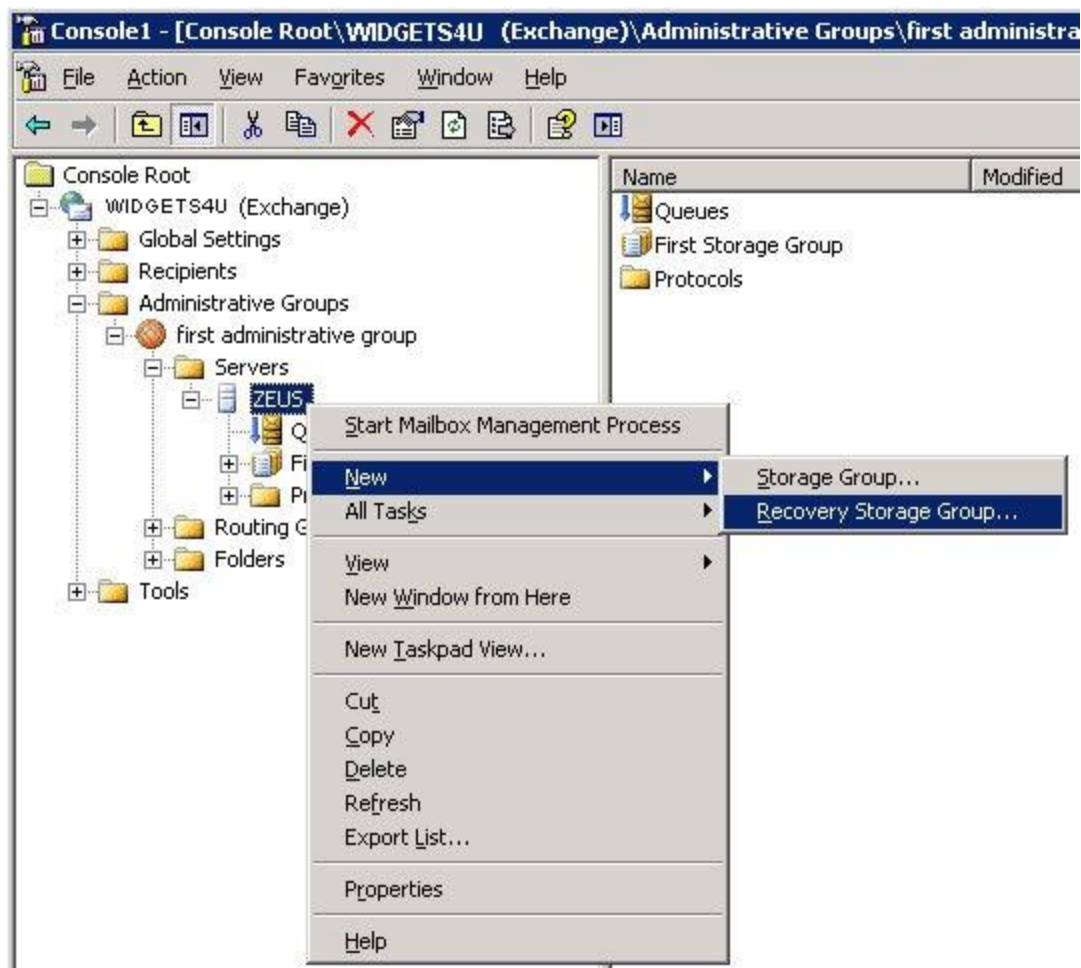 Console1 - [Console Root\WIDGETS4U (Exchange)\Administrative Groups\first administra
File Action View Favorites Window Help
Console Root
WIDGETS4U (Exchange)
Global Settings
Recipients
Administrative Groups
first administrative group
Servers
ZEUS
Q
Fi
Pr
Routing G
Folders
Tools
Name Modified
Queues
First Storage Group
Protocols
Start Mailbox Management Process
New
All Tasks
View
New Window from Here
New Taskpad View...
Cut
Copy
Delete
Refresh
Export List...
Properties
Help
Storage Group...
Recovery Storage Group...